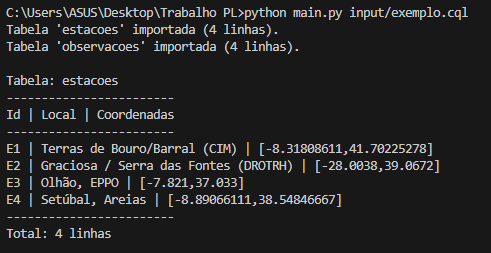 C:\Users\ASUS\Desktop\Trabalho PL>python main.py input/exemplo.cql
Tabela 'estacoes' importada (4 linhas).
Tabela 'observacoes' importada (4 linhas).
Tabela: estacoes
------------------------
Id | Local | Coordenadas
------------------------
E1 | Terras de Bouro/Barral (CIM) | [-8.31808611,41.70225278]
E2 | Graciosa / Serra das Fontes (DROTRH) | [-28.0038,39.0672]
E3 | Olhão, EPPO | [-7.821,37.033]
E4 | Setúbal, Areias | [-8.89066111,38.54846667]
------------------------
Total: 4 linhas